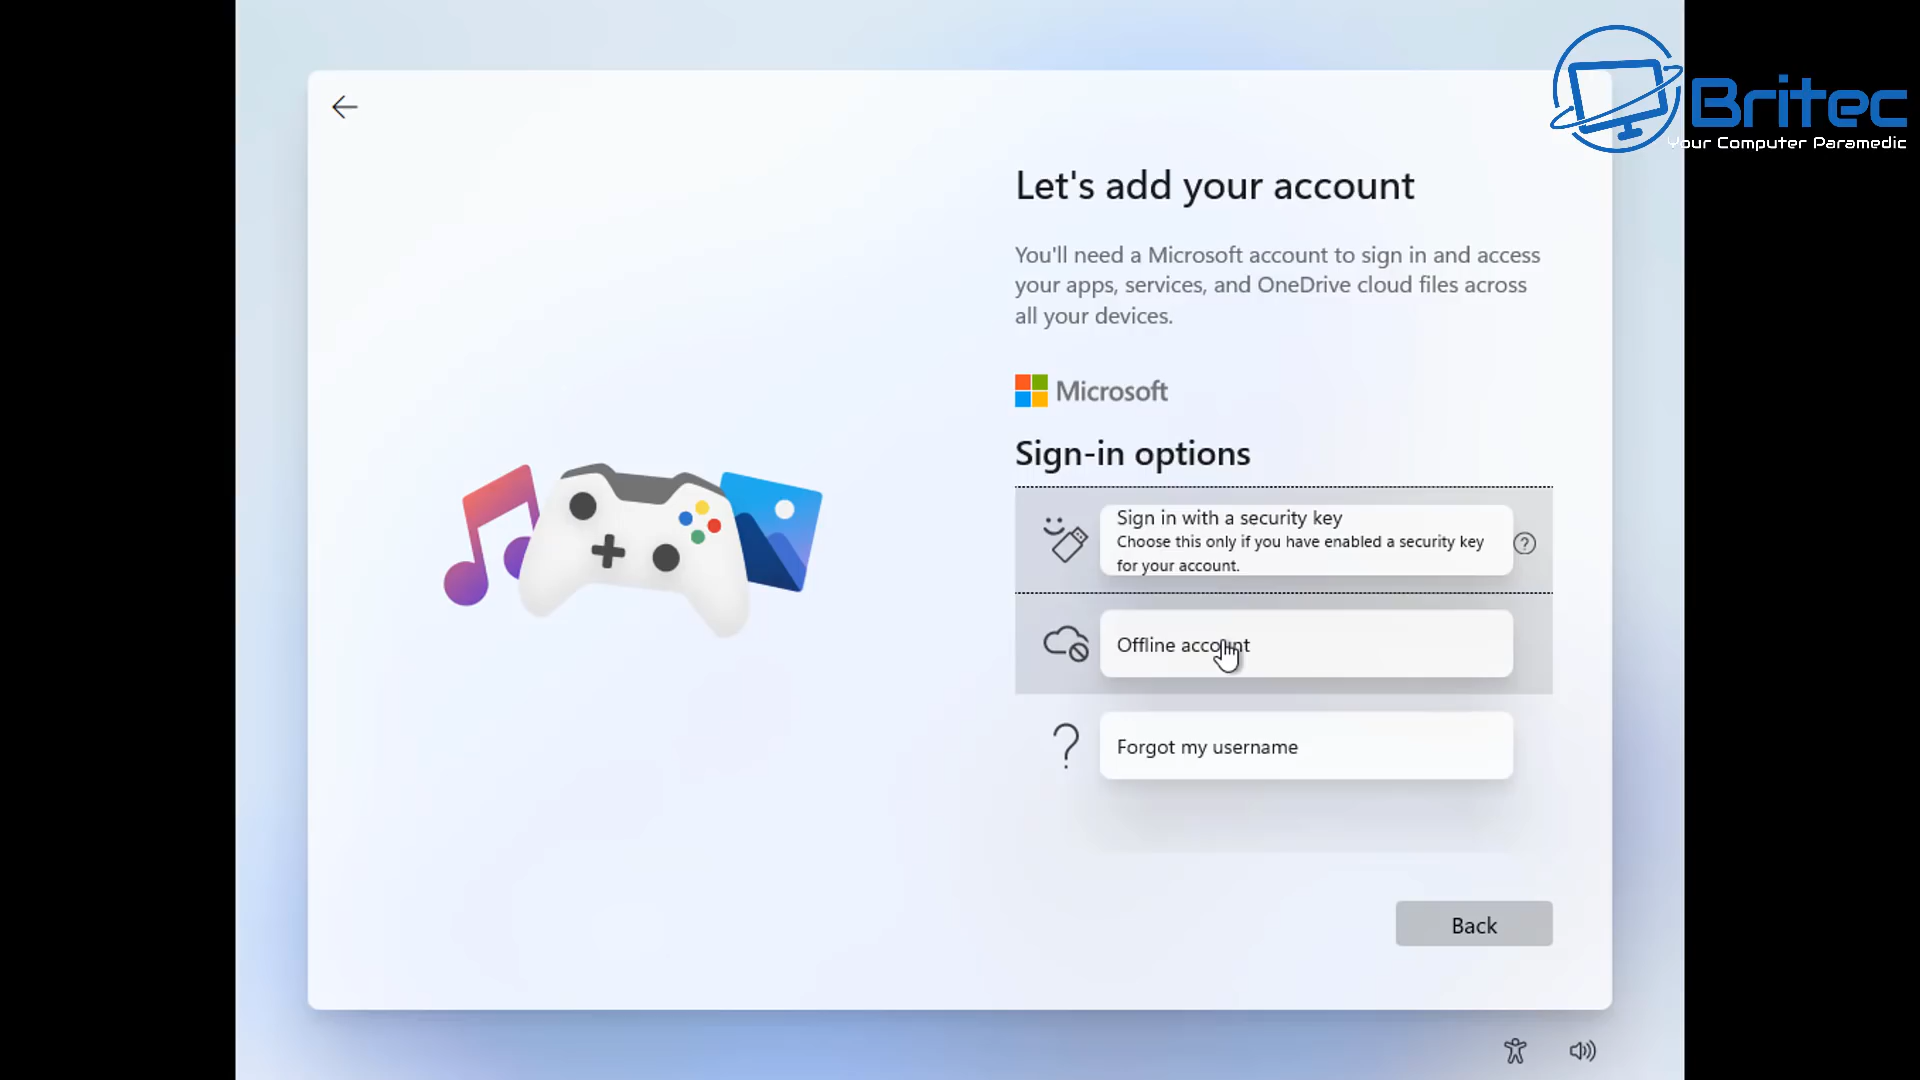 Britec
Your Computer Paramedic
Let's add your account
You'll need a Microsoft account to sign in and access
your apps, services, and OneDrive cloud files across
all your devices.
Microsoft
Sign-in options
Sign in with a security key
Choose this only if you have enabled a security key
for your account.
Offline account
Forgot my username
Back